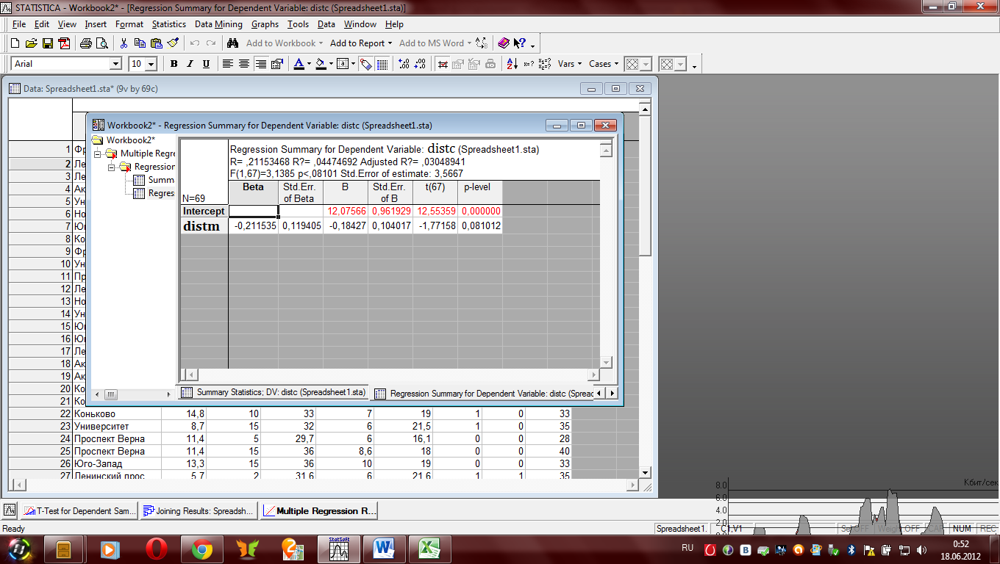 STATISTICA - Workbook2* - [Regression Summary for Dependent Variable: distc (Spreadsheet1.sta)]
File Edit View Insert Format Statistics Data Mining Graphs Tools Data Window Help
Add to Workbook Add to Report Add to MS Word
Arial 10 B I U Vars Cases
Data: Spreadsheet1.sta* (9v by 69c)
Workbook2* - Regression Summary for Dependent Variable: distc (Spreadsheet1.sta)
Workbook2*
Multiple Regre
Regression
Summ
Regres
Regression Summary for Dependent Variable: distc (Spreadsheet1.sta)
R= ,21153468 R?= ,04474692 Adjusted R?= ,03048941
F(1,67)=3,1385 p<,08101 Std.Error of estimate: 3,5667
N=69 Beta Std.Err. of Beta B Std.Err. of B t(67) p-level
Intercept 12,07566 0,961929 12,55359 0,000000
distm -0,211535 0,119405 -0,18427 0,104017 -1,77158 0,081012
Summary Statistics; DV: distc (Spreadsheet1.sta) Regression Summary for Dependent Variable: distc (Spreac
1 Фр
2 Ле
3 Ле
4 Ак
5 Ун
6 Но
7 Юг
8 Ко
9 Фр
10 Ун
11 Пр
12 Ле
13 Но
14 Ун
15 Юг
16 Юг
17 Ле
18 Ак
19 Ак
20 Ко
21 Ко
22 Коньково 14,8 10 33 7 19 1 0 33
23 Университет 8,7 15 32 6 21,5 1 0 35
24 Проспект Верна 11,4 5 29,7 6 16,1 0 0 28
25 Проспект Верна 11,4 15 36 8,6 18 0 0 40
26 Юго-Запад 13,3 15 36 10 19 0 0 33
27 Ленинский прос 5,7 2 31,6 6 21,6 1 1 35
8.0 Кбит/сек
6.0
4.0
2.0
T-Test for Dependent Sam... Joining Results: Spreadsh... Multiple Regression R...
Ready Spreadsheet1. C1,V1 Sel:OFF Weight:OFF CAP NUM REC
StatSoft
RU 0:52
18.06.2012